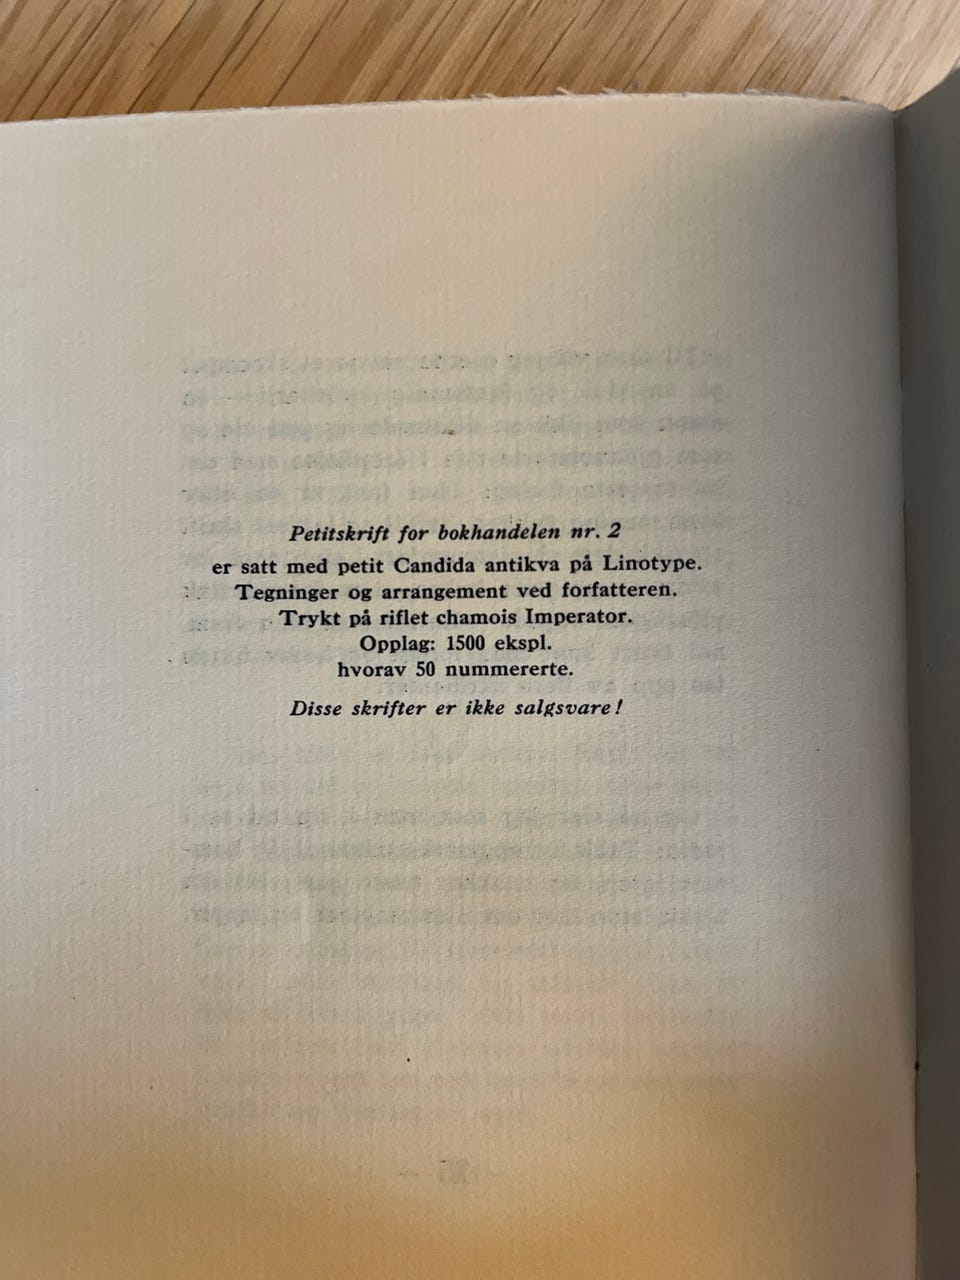 Petitskrift for bokhandelen nr. 2
er satt med petit Candida antikva på Linotype.
Tegninger og arrangement ved forfatteren.
Trykt på riflet chamois Imperator.
Opplag: 1500 ekspl.
hvorav 50 nummererte.
Disse skrifter er ikke salgsvare!